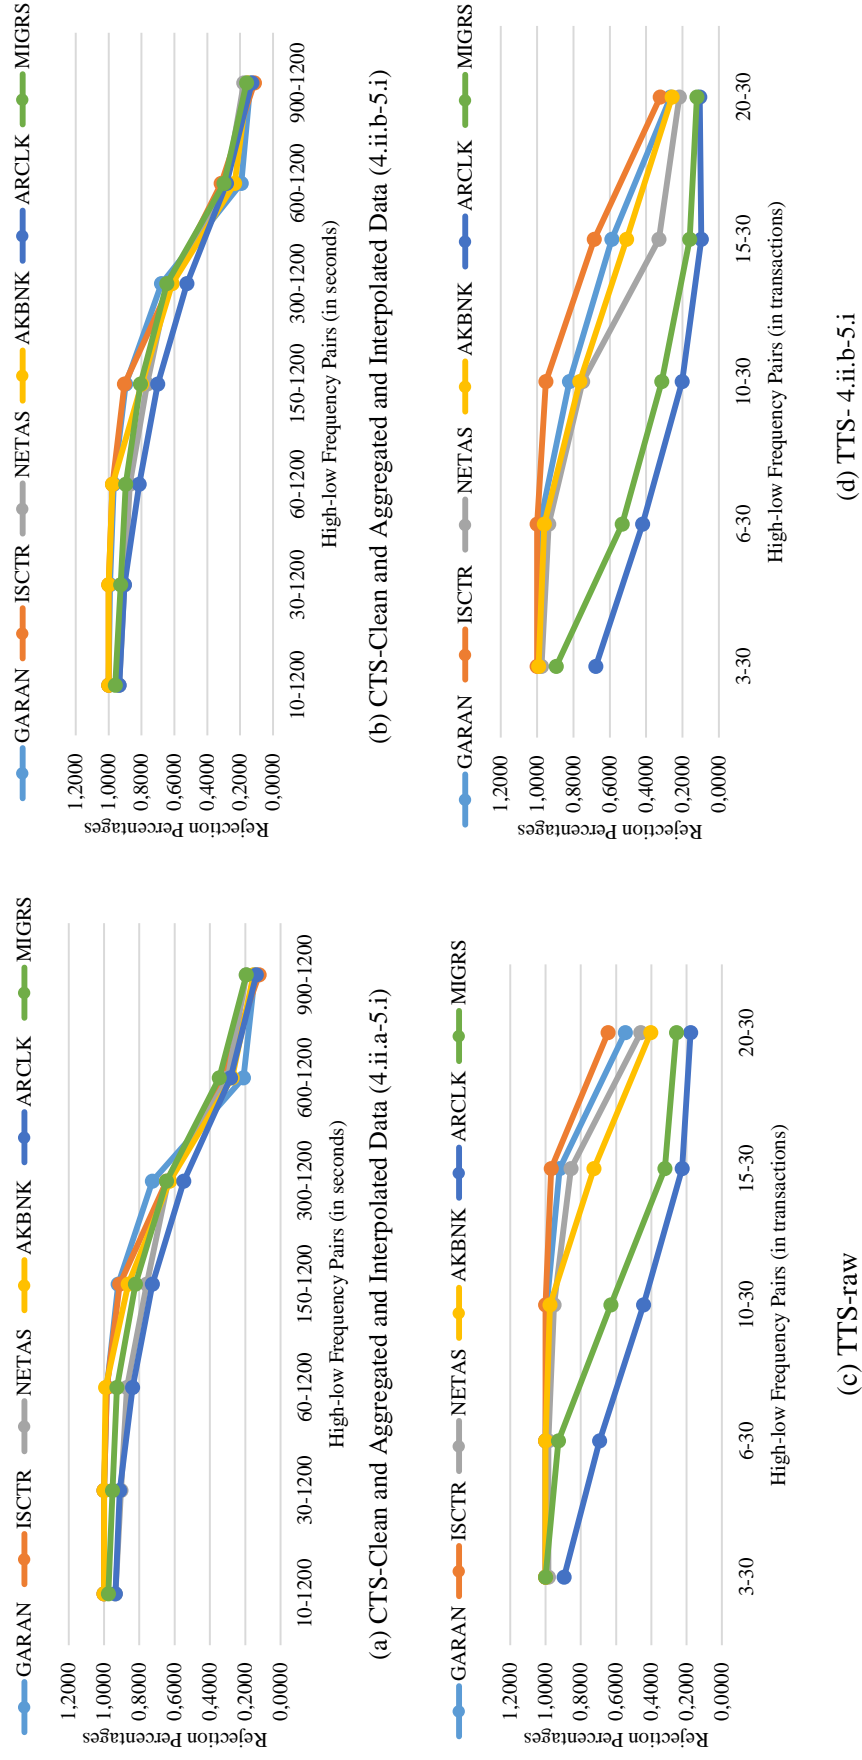 GARAN ISCTR NETAS AKBNK ARCLK MIGRS
1,2000
1,0000
0,8000
0,6000
0,4000
0,2000
0,0000
Rejection Percentages
10-1200 30-1200 60-1200 150-1200 300-1200 600-1200 900-1200
High-low Frequency Pairs (in seconds)
(a) CTS-Clean and Aggregated and Interpolated Data (4.ii.a-5.i)
GARAN ISCTR NETAS AKBNK ARCLK MIGRS
1,2000
1,0000
0,8000
0,6000
0,4000
0,2000
0,0000
Rejection Percentages
10-1200 30-1200 60-1200 150-1200 300-1200 600-1200 900-1200
High-low Frequency Pairs (in seconds)
(b) CTS-Clean and Aggregated and Interpolated Data (4.ii.b-5.i)
GARAN ISCTR NETAS AKBNK ARCLK MIGRS
1,2000
1,0000
0,8000
0,6000
0,4000
0,2000
0,0000
Rejection Percentages
3-30 6-30 10-30 15-30 20-30
High-low Frequency Pairs (in transactions)
(c) TTS-raw
GARAN ISCTR NETAS AKBNK ARCLK MIGRS
1,2000
1,0000
0,8000
0,6000
0,4000
0,2000
0,0000
Rejection Percentages
3-30 6-30 10-30 15-30 20-30
High-low Frequency Pairs (in transactions)
(d) TTS- 4.ii.b-5.i